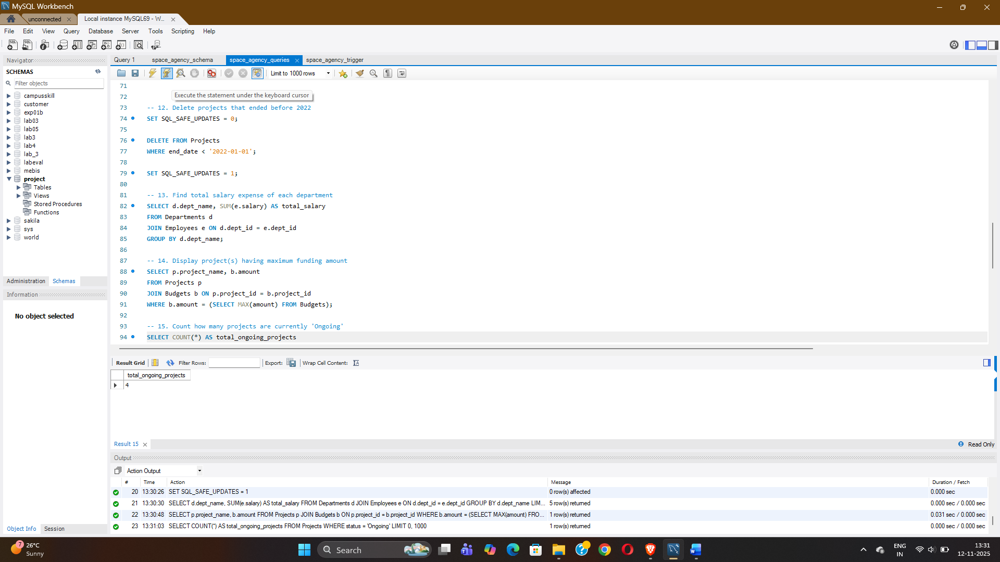 MySQL Workbench
unconnected
Local instance MySQL69 - W...
File Edit View Query Database Server Tools Scripting Help
Navigator
SCHEMAS
Filter objects
campusskill
customer
exp01b
lab03
lab05
lab3
lab4
lab_3
labeval
mebis
project
Tables
Views
Stored Procedures
Functions
sakila
sys
world
Administration Schemas
Information
No object selected
Object Info Session
Query 1 space_agency_schema space_agency_queries space_agency_trigger
Limit to 1000 rows
Execute the statement under the keyboard cursor
71
72
73 -- 12. Delete projects that ended before 2022
74 SET SQL_SAFE_UPDATES = 0;
75
76 DELETE FROM Projects
77 WHERE end_date < '2022-01-01';
78
79 SET SQL_SAFE_UPDATES = 1;
80
81 -- 13. Find total salary expense of each department
82 SELECT d.dept_name, SUM(e.salary) AS total_salary
83 FROM Departments d
84 JOIN Employees e ON d.dept_id = e.dept_id
85 GROUP BY d.dept_name;
86
87 -- 14. Display project(s) having maximum funding amount
88 SELECT p.project_name, b.amount
89 FROM Projects p
90 JOIN Budgets b ON p.project_id = b.project_id
91 WHERE b.amount = (SELECT MAX(amount) FROM Budgets);
92
93 -- 15. Count how many projects are currently 'Ongoing'
94 SELECT COUNT(*) AS total_ongoing_projects
Result Grid Filter Rows: Export: Wrap Cell Content:
total_ongoing_projects
4
Result 15 Read Only
Output
Action Output
# Time Action Message Duration / Fetch
20 13:30:26 SET SQL_SAFE_UPDATES = 1 0 row(s) affected 0.000 sec
21 13:30:30 SELECT d.dept_name, SUM(e.salary) AS total_salary FROM Departments d JOIN Employees e ON d.dept_id = e.dept_id GROUP BY d.dept_name LIM... 5 row(s) returned 0.000 sec / 0.000 sec
22 13:30:48 SELECT p.project_name, b.amount FROM Projects p JOIN Budgets b ON p.project_id = b.project_id WHERE b.amount = (SELECT MAX(amount) FRO... 1 row(s) returned 0.031 sec / 0.000 sec
23 13:31:03 SELECT COUNT(*) AS total_ongoing_projects FROM Projects WHERE status = 'Ongoing' LIMIT 0, 1000 1 row(s) returned 0.000 sec / 0.000 sec
7
26°C
Sunny
Search
ENG
IN
13:31
12-11-2025